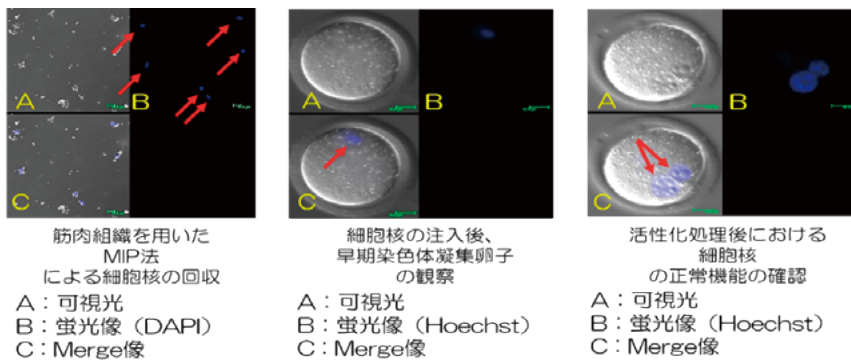 A
B
C
A
B
C
A
B
C
筋肉組織を用いた
MIP法
による細胞核の回収
A：可視光
B：蛍光像（DAPI）
C：Merge像
細胞核の注入後、
早期染色体凝集卵子
の観察
A：可視光
B：蛍光像（Hoechst）
C：Merge像
活性化処理後における
細胞核
の正常機能の確認
A：可視光
B：蛍光像（Hoechst）
C：Merge像